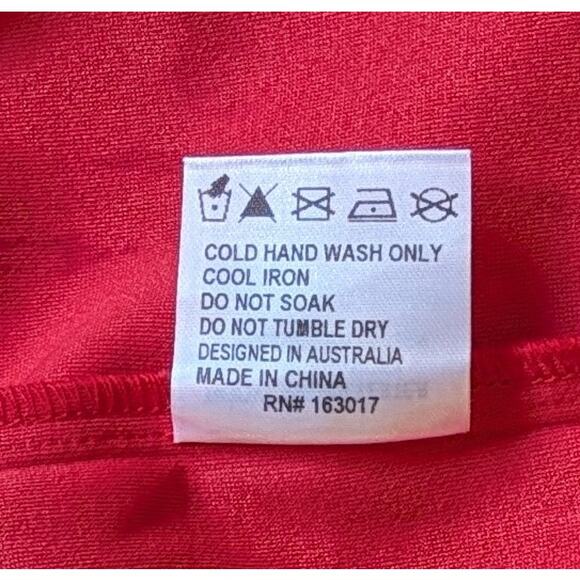 COLD HAND WASH ONLY
COOL IRON
DO NOT SOAK
DO NOT TUMBLE DRY
DESIGNED IN AUSTRALIA
MADE IN CHINA
RN# 163017